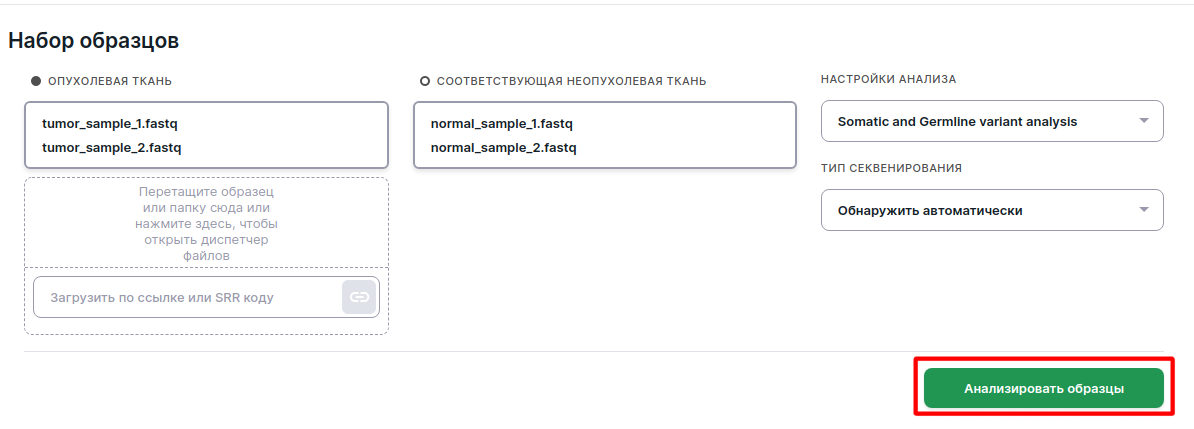 Набор образцов
ОПУХОЛЕВАЯ ТКАНЬ
tumor_sample_1.fastq
tumor_sample_2.fastq
Перетащите образец
или папку сюда или
нажмите здесь, чтобы
открыть диспетчер
файлов
Загрузить по ссылке или SRR коду
СООТВЕТСТВУЮЩАЯ НЕОПУХОЛЕВАЯ ТКАНЬ
normal_sample_1.fastq
normal_sample_2.fastq
НАСТРОЙКИ АНАЛИЗА
Somatic and Germline variant analysis
ТИП СЕКВЕНИРОВАНИЯ
Обнаружить автоматически
Анализировать образцы